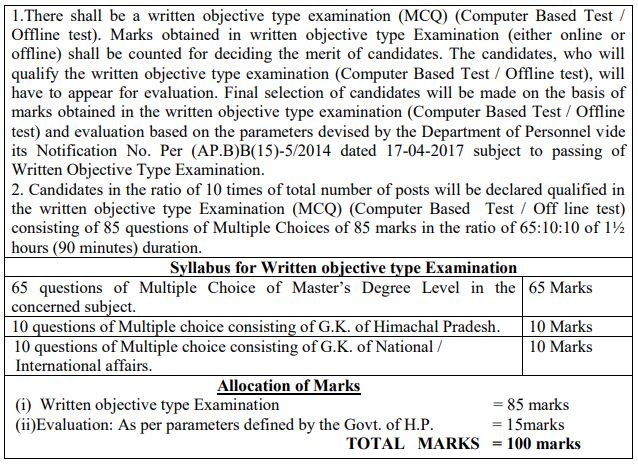 1.There shall be a written objective type examination (MCQ) (Computer Based Test /
Offline test). Marks obtained in written objective type Examination (either online or
offline) shall be counted for deciding the merit of candidates. The candidates, who will
qualify the written objective type examination (Computer Based Test / Offline test), will
have to appear for evaluation. Final selection of candidates will be made on the basis of
marks obtained in the written objective type examination (Computer Based Test / Offline
test) and evaluation based on the parameters devised by the Department of Personnel vide
its Notification No. Per (AP.B)B(15)-5/2014 dated 17-04-2017 subject to passing of
Written Objective Type Examination.
2. Candidates in the ratio of 10 times of total number of posts will be declared qualified in
the written objective type Examination (MCQ) (Computer Based Test / Off line test)
consisting of 85 questions of Multiple Choices of 85 marks in the ratio of 65:10:10 of 1½
hours (90 minutes) duration.
Syllabus for Written objective type Examination
65 questions of Multiple Choice of Master's Degree Level in the 65 Marks
concerned subject.
10 questions of Multiple choice consisting of G.K. of Himachal Pradesh. 10 Marks
10 questions of Multiple choice consisting of G.K. of National / 10 Marks
International affairs.
Allocation of Marks
(i) Written objective type Examination = 85 marks
(ii)Evaluation: As per parameters defined by the Govt. of H.P. = 15marks
TOTAL MARKS = 100 marks